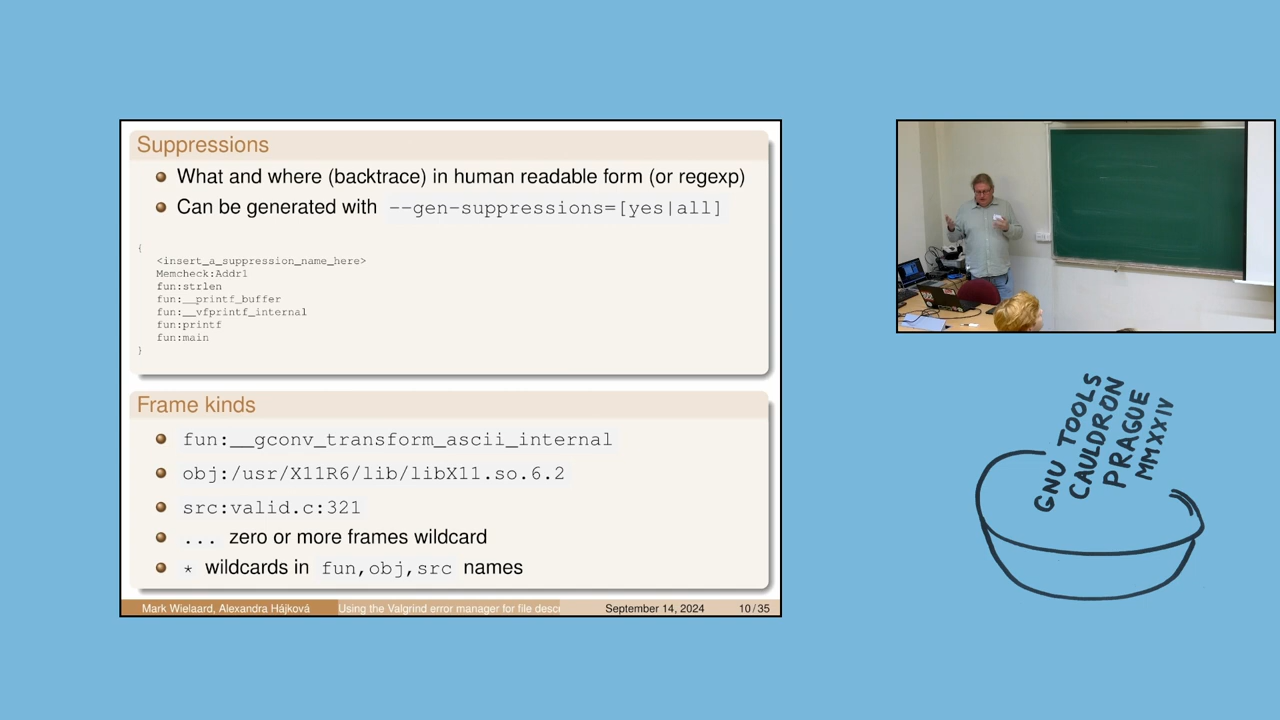 Suppressions
What and where (backtrace) in human readable form (or regexp)
Can be generated with --gen-suppressions=[yes|all]
{
<insert_a_suppression_name_here>
Memcheck:Addr1
fun:strlen
fun:__printf_buffer
fun:__vfprintf_internal
fun:printf
fun:main
}
Frame kinds
fun:__gconv_transform_ascii_internal
obj:/usr/X11R6/lib/libX11.so.6.2
src:valid.c:321
... zero or more frames wildcard
* wildcards in fun,obj,src names
Mark Wielaard, Alexandra Hájková Using the Valgrind error manager for file desci September 14, 2024 10 / 35
GNU TOOLS
CAULDRON
PRAGUE
MMXXIV